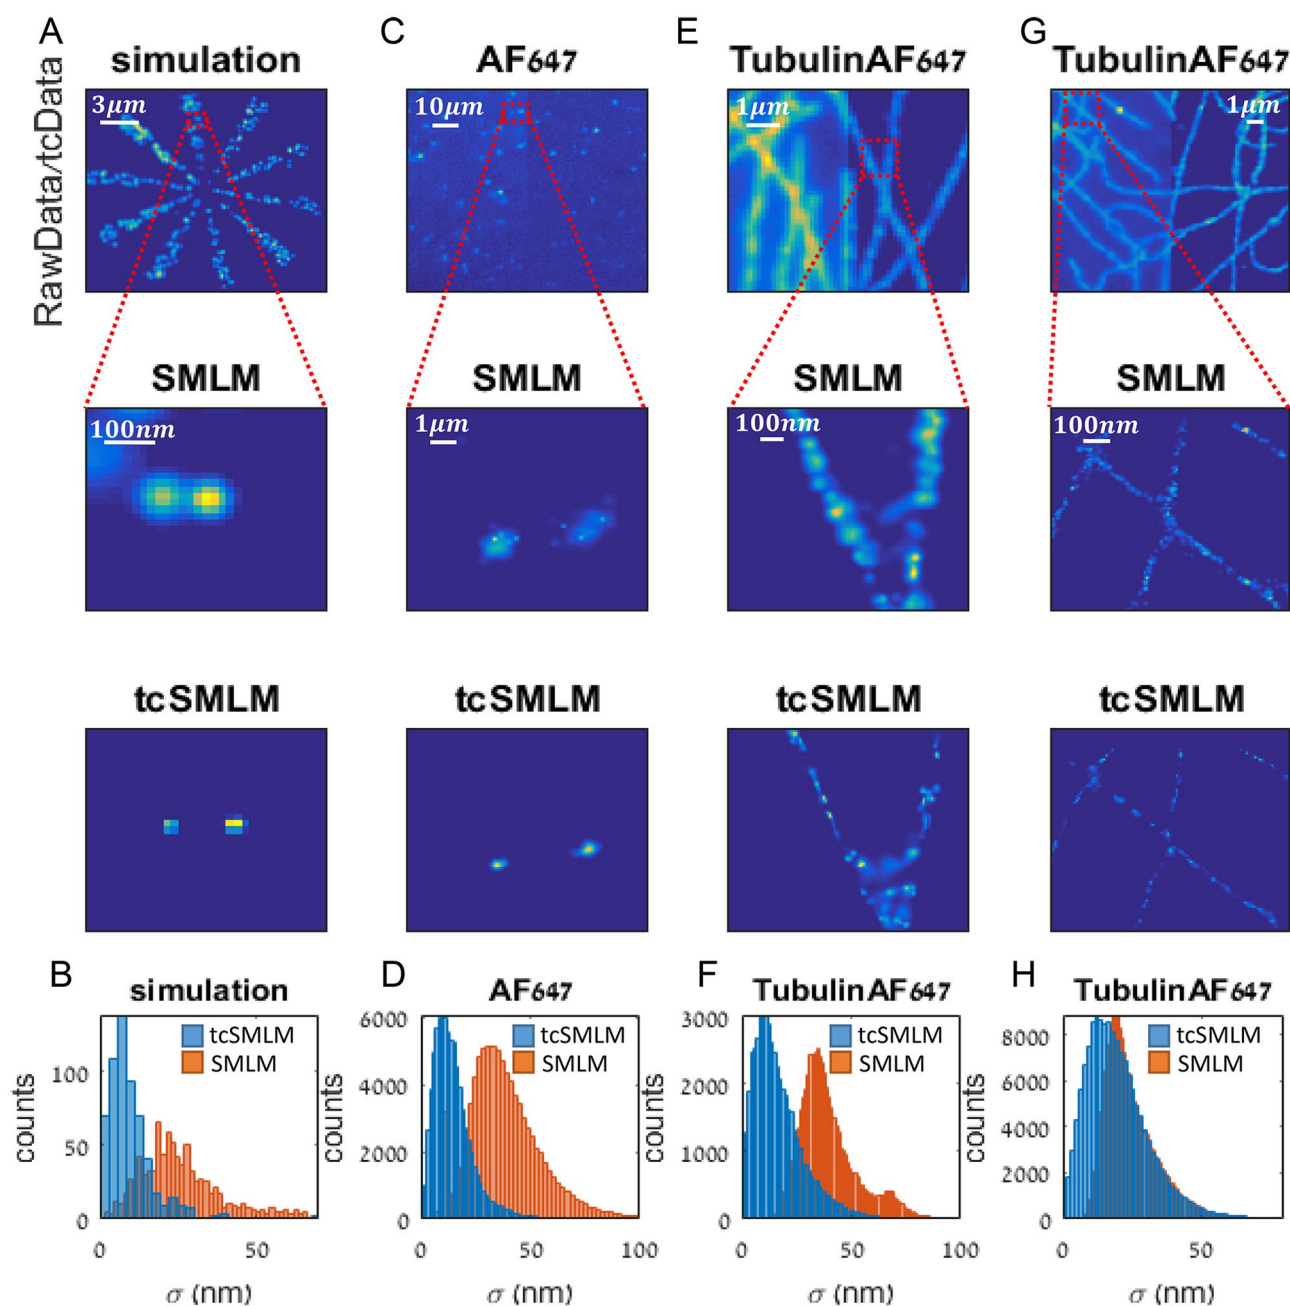 A
C
E
G
simulation
AF647
TubulinAF647
TubulinAF647
RawData/tcData
3μm
10μm
1μm
1μm
SMLM
SMLM
SMLM
SMLM
100nm
1μm
100nm
100nm
tcSMLM
tcSMLM
tcSMLM
tcSMLM
B
D
F
H
simulation
AF647
TubulinAF647
TubulinAF647
tcSMLM
SMLM
100
50
0
counts
0
50
σ (nm)
tcSMLM
SMLM
6000
4000
2000
0
counts
0
50
100
σ (nm)
tcSMLM
SMLM
3000
2000
1000
0
counts
0
50
100
σ (nm)
tcSMLM
SMLM
8000
6000
4000
2000
0
counts
0
50
σ (nm)